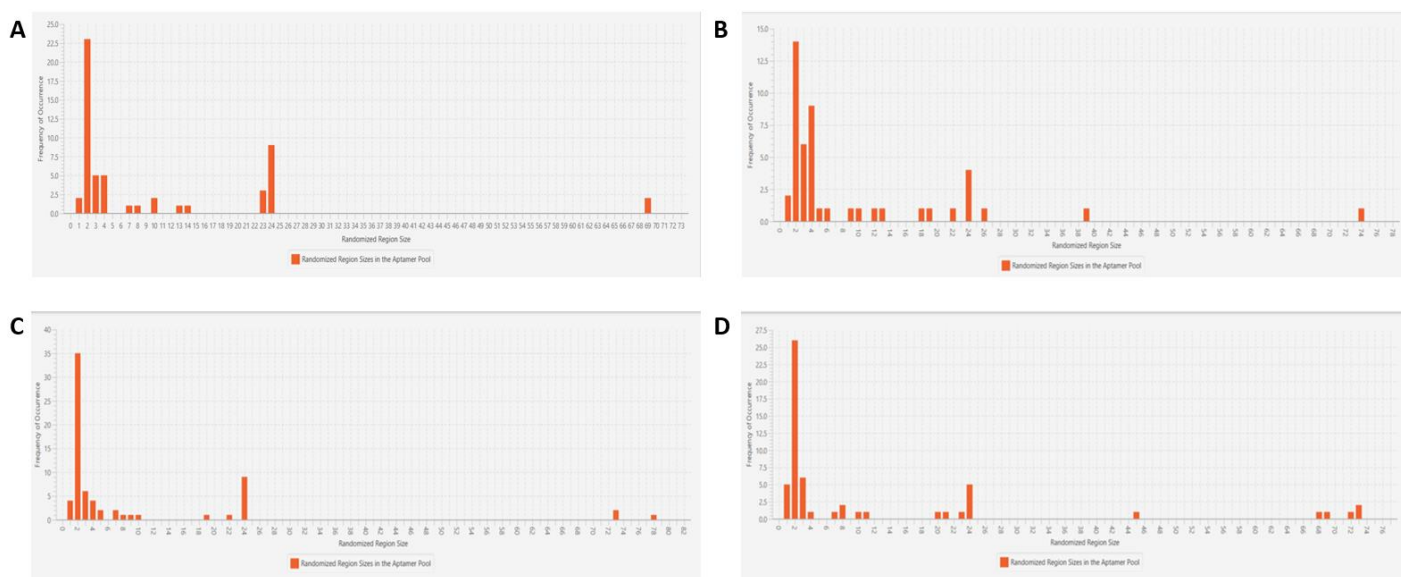 A
25.0
22.5
20.0
17.5
15.0
12.5
10.0
7.5
5.0
2.5
0.0
Frequency of Occurrence
0 1 2 3 4 5 6 7 8 9 10 11 12 13 14 15 16 17 18 19 20 21 22 23 24 25 26 27 28 29 30 31 32 33 34 35 36 37 38 39 40 41 42 43 44 45 46 47 48 49 50 51 52 53 54 55 56 57 58 59 60 61 62 63 64 65 66 67 68 69 70 71 72 73
Randomized Region Size
Randomized Region Sizes in the Aptamer Pool
B
15.0
12.5
10.0
7.5
5.0
2.5
0.0
Frequency of Occurrence
0 2 4 6 8 10 12 14 16 18 20 22 24 26 28 30 32 34 36 38 40 42 44 46 48 50 52 54 56 58 60 62 64 66 68 70 72 74 76 78
Randomized Region Size
Randomized Region Sizes in the Aptamer Pool
C
40
35
30
25
20
15
10
5
0
Frequency of Occurrence
0 2 4 6 8 10 12 14 16 18 20 22 24 26 28 30 32 34 36 38 40 42 44 46 48 50 52 54 56 58 60 62 64 66 68 70 72 74 76 78 80 82
Randomized Region Size
Randomized Region Sizes in the Aptamer Pool
D
27.5
25.0
22.5
20.0
17.5
15.0
12.5
10.0
7.5
5.0
2.5
0.0
Frequency of Occurrence
0 2 4 6 8 10 12 14 16 18 20 22 24 26 28 30 32 34 36 38 40 42 44 46 48 50 52 54 56 58 60 62 64 66 68 70 72 74 76
Randomized Region Size
Randomized Region Sizes in the Aptamer Pool